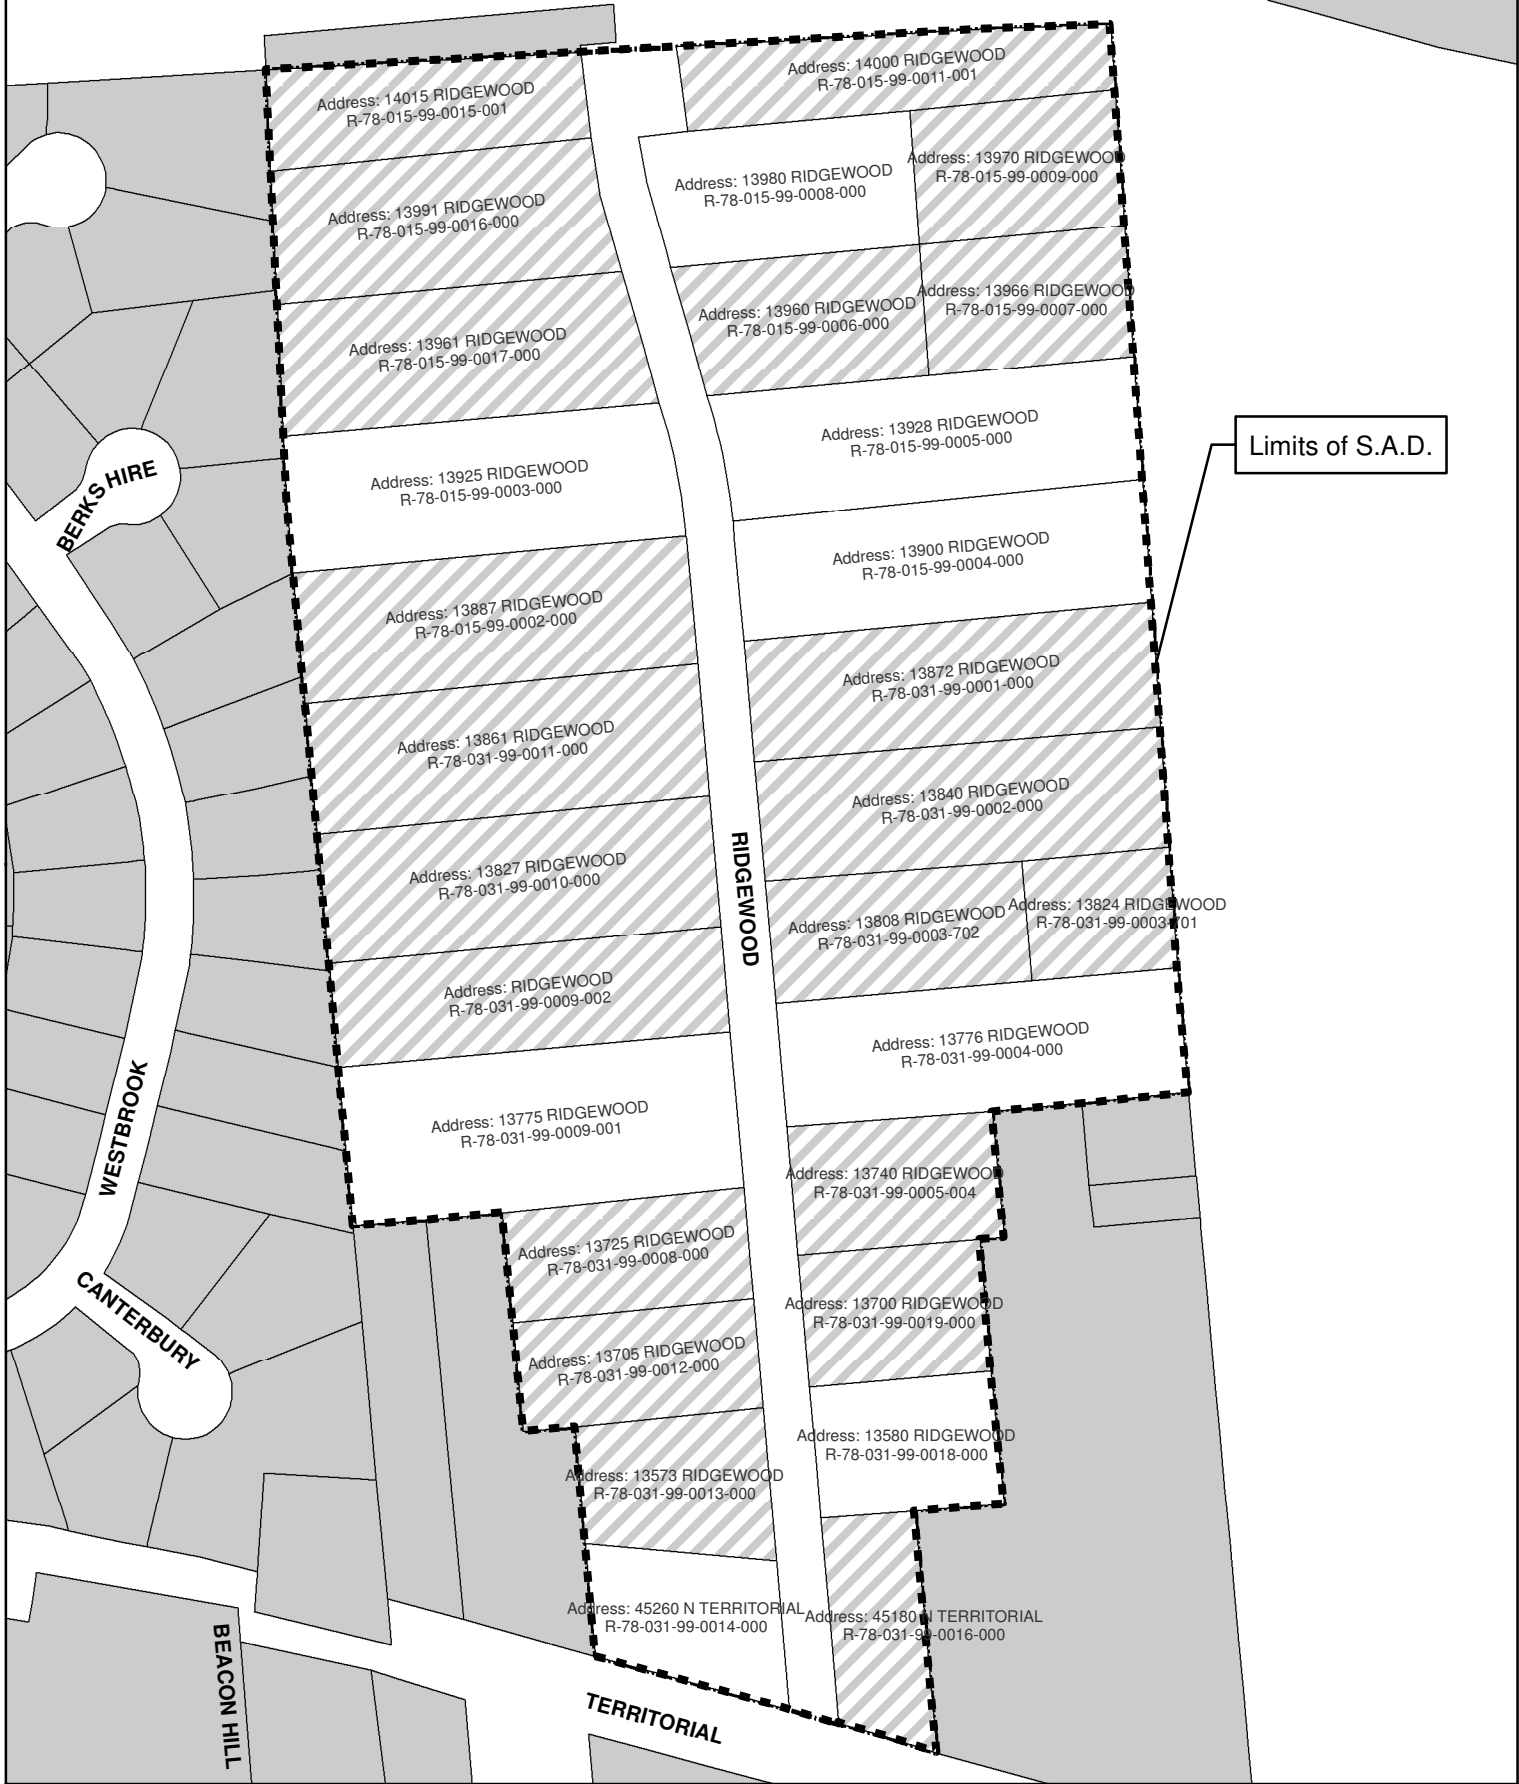 Address: 14000 RIDGEWOOD
R-78-015-99-0011-001
Address: 14015 RIDGEWOOD
R-78-015-99-0015-001
Address: 13970 RIDGEWOOD
R-78-015-99-0009-000
Address: 13980 RIDGEWOOD
R-78-015-99-0008-000
Address: 13991 RIDGEWOOD
R-78-015-99-0016-000
Address: 13966 RIDGEWOOD
R-78-015-99-0007-000
Address: 13960 RIDGEWOOD
R-78-015-99-0006-000
Address: 13961 RIDGEWOOD
R-78-015-99-0017-000
Address: 13928 RIDGEWOOD
R-78-015-99-0005-000
Limits of S.A.D.
Address: 13925 RIDGEWOOD
R-78-015-99-0003-000
BERKSHIRE
Address: 13900 RIDGEWOOD
R-78-015-99-0004-000
Address: 13887 RIDGEWOOD
R-78-015-99-0002-000
Address: 13872 RIDGEWOOD
R-78-031-99-0001-000
Address: 13861 RIDGEWOOD
R-78-031-99-0011-000
Address: 13840 RIDGEWOOD
R-78-031-99-0002-000
Address: 13827 RIDGEWOOD
R-78-031-99-0010-000
RIDGEWOOD
Address: 13808 RIDGEWOOD
R-78-031-99-0003-702
Address: 13824 RIDGEWOOD
R-78-031-99-0003-701
Address: RIDGEWOOD
R-78-031-99-0009-002
Address: 13776 RIDGEWOOD
R-78-031-99-0004-000
Address: 13775 RIDGEWOOD
R-78-031-99-0009-001
WESTBROOK
Address: 13740 RIDGEWOOD
R-78-031-99-0005-004
Address: 13725 RIDGEWOOD
R-78-031-99-0008-000
Address: 13700 RIDGEWOOD
R-78-031-99-0019-000
CANTERBURY
Address: 13705 RIDGEWOOD
R-78-031-99-0012-000
Address: 13580 RIDGEWOOD
R-78-031-99-0018-000
Address: 13573 RIDGEWOOD
R-78-031-99-0013-000
Address: 45260 N TERRITORIAL
R-78-031-99-0014-000
Address: 45180 N TERRITORIAL
R-78-031-99-0016-000
BEACON HILL
TERRITORIAL